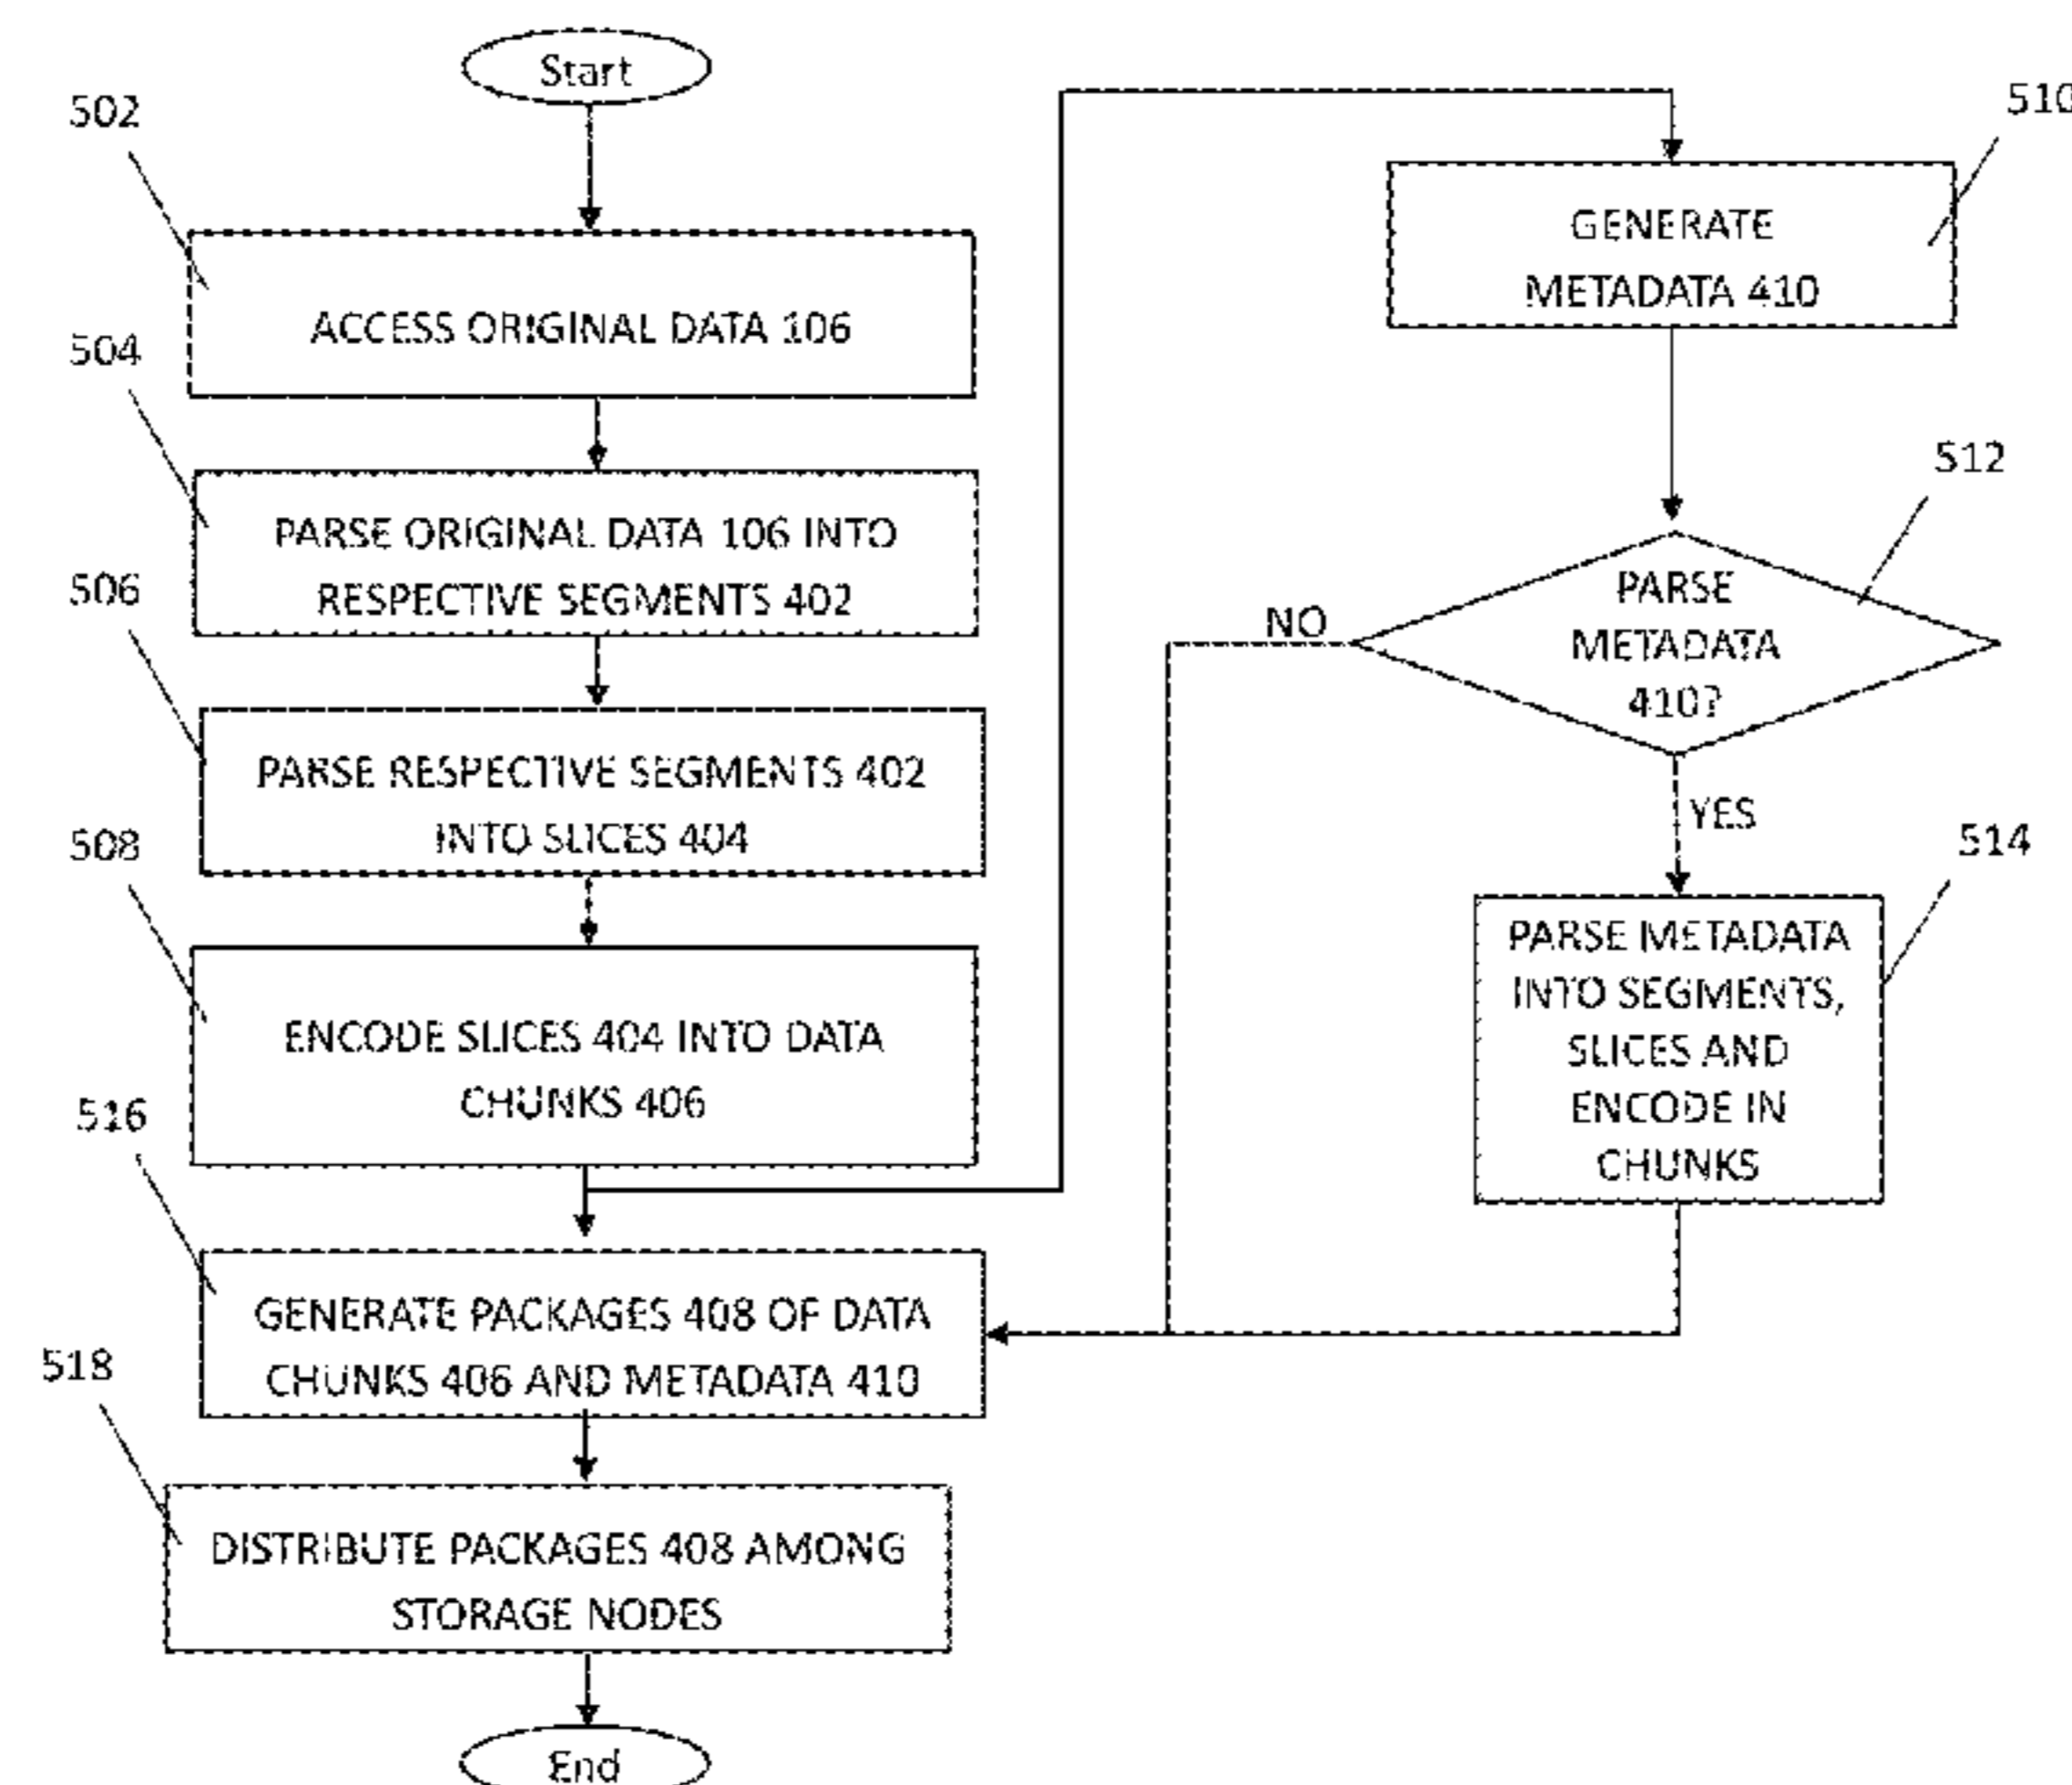 Start
502
ACCESS ORIGINAL DATA 106
504
PARSE ORIGINAL DATA 106 INTO
RESPECTIVE SEGMENTS 402
506
PARSE RESPECTIVE SEGMENTS 402
INTO SLICES 404
508
ENCODE SLICES 404 INTO DATA
CHUNKS 406
516
GENERATE PACKAGES 408 OF DATA
CHUNKS 406 AND METADATA 410
518
DISTRIBUTE PACKAGES 408 AMONG
STORAGE NODES
End
510
GENERATE
METADATA 410
512
PARSE
METADATA
410?
NO
YES
514
PARSE METADATA
INTO SEGMENTS,
SLICES AND
ENCODE IN
CHUNKS